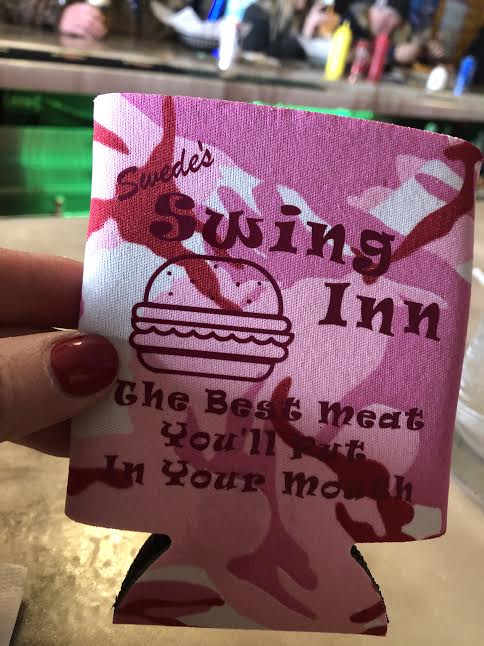 Swede's
Swing
Inn
The Best Meat
You'll Put
In Your Mouth